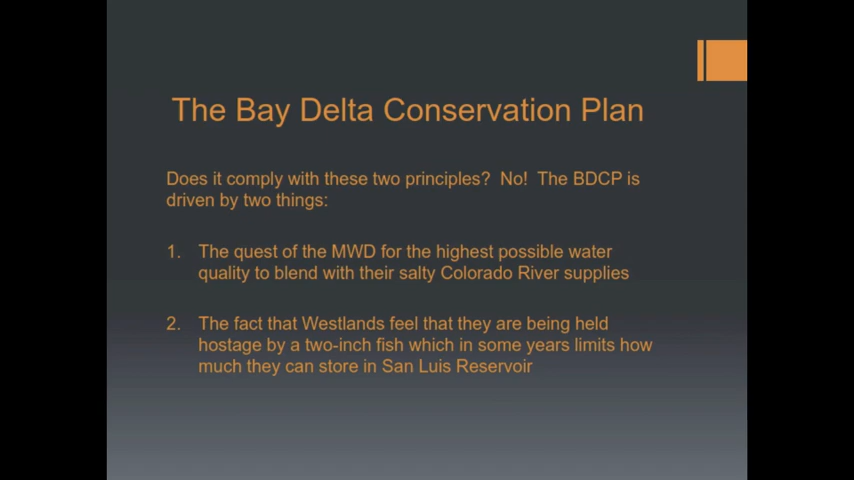 The Bay Delta Conservation Plan
Does it comply with these two principles? No! The BDCP is
driven by two things:
1. The quest of the MWD for the highest possible water
quality to blend with their salty Colorado River supplies
2. The fact that Westlands feel that they are being held
hostage by a two-inch fish which in some years limits how
much they can store in San Luis Reservoir